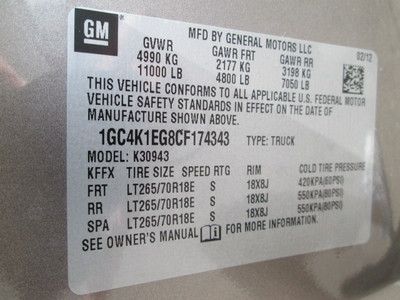 GM
MFD BY GENERAL MOTORS LLC
GVWR GAWR FRT GAWR RR 02/12
4990 KG 2177 KG 3198 KG
11000 LB 4800 LB 7050 LB
THIS VEHICLE CONFORMS TO ALL APPLICABLE U.S. FEDERAL MOTOR
VEHICLE SAFETY STANDARDS IN EFFECT ON THE DATE OF
MANUFACTURE SHOWN ABOVE.
1GC4K1EG8CF174343 TYPE: TRUCK
MODEL: K30943
KFFX TIRE SIZE SPEED RTG RIM COLD TIRE PRESSURE
FRT LT265/70R18E S 18X8J 420KPA(60PSI)
RR LT265/70R18E S 18X8J 550KPA(80PSI)
SPA LT265/70R18E S 18X8J 550KPA(80PSI)
SEE OWNER'S MANUAL i FOR MORE INFORMATION.